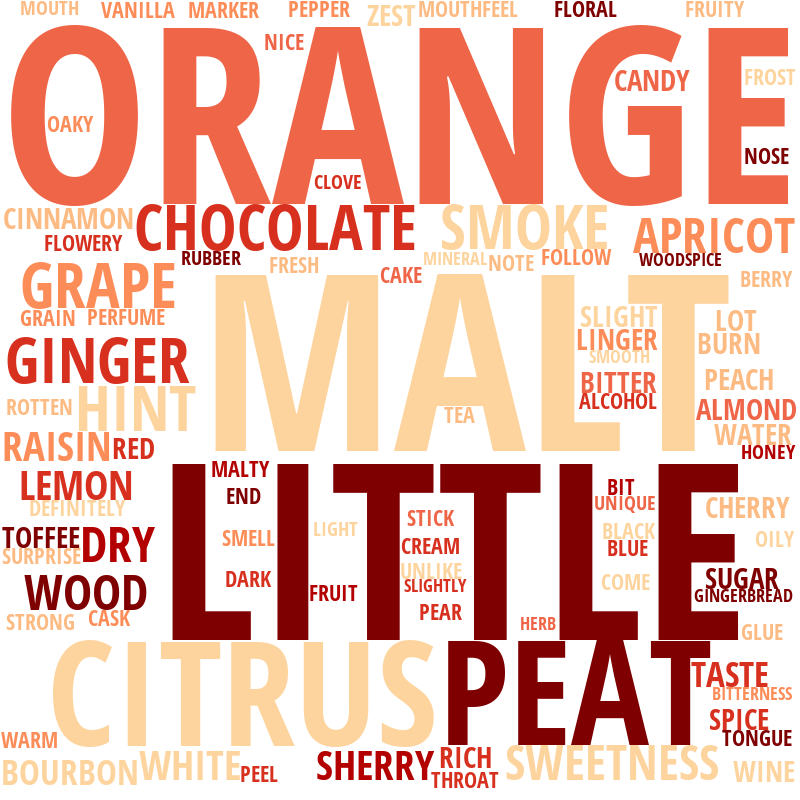 MOUTH VANILLA MARKER PEPPER ZEST MOUTHFEEL FLORAL FRUITY
NICE
ORANGE
CANDY FROST
OAKY
NOSE
CLOVE
CINNAMON CHOCOLATE SMOKE APRICOT
FLOWERY RUBBER FRESH MINERAL NOTE FOLLOW WOODSPICE
CAKE BERRY
GRAPE
GRAIN PERFUME
MALT
SLIGHT LOT
LINGER BURN
SMOOTH
GINGER
BITTER PEACH
ALCOHOL ALMOND
ROTTEN HINT TEA WATER
RAISIN RED HONEY
LEMON MALTY
END BIT
DEFINITELY UNIQUE CHERRY
LITTLE
TOFFEE DRY SMELL LIGHT STICK BLACK OILY
SURPRISE CREAM BLUE
UNLIKE
WOOD DARK FRUIT SLIGHTLY COME SUGAR
GINGERBREAD
STRONG CASK PEAR HERB GLUE
CITRUS PEAT
TASTE
BITTERNESS
SPICE
WARM TONGUE
BOURBON WHITE PEEL SHERRY RICH SWEETNESS WINE
THROAT